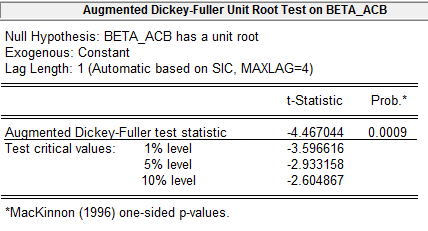 Augmented Dickey-Fuller Unit Root Test on BETA_ACB
Null Hypothesis: BETA_ACB has a unit root
Exogenous: Constant
Lag Length: 1 (Automatic based on SIC, MAXLAG=4)
t-Statistic Prob.*
Augmented Dickey-Fuller test statistic -4.467044 0.0009
Test critical values: 1% level -3.596616
5% level -2.933158
10% level -2.604867
*MacKinnon (1996) one-sided p-values.